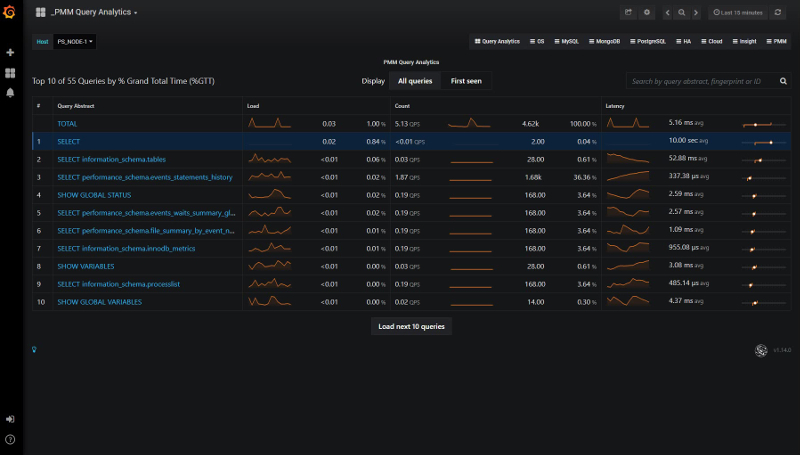 _PMM Query Analytics
Last 10 minutes
Host PS_NODE-1
Query Analytics OS MySQL MongoDB PostgreSQL HA Cloud Insight PMM
PMM Query Analytics
Top 10 of 55 Queries by % Grand Total Time (%GTT) Display All queries First seen Search by query abstract, fingerprint or ID
# Query Abstract Load Count Latency
TOTAL 0.03 1.00 % 5.13 QPS 4.62k 100.00 % 5.16 ms avg
1 SELECT 0.02 0.84 % <0.01 QPS 2.00 0.04 % 10.00 sec avg
2 SELECT information_schema.tables <0.01 0.06 % 0.03 QPS 28.00 0.61 % 52.88 ms avg
3 SELECT performance_schema.events_statements_history <0.01 0.02 % 1.87 QPS 1.68k 36.36 % 337.38 µs avg
4 SHOW GLOBAL STATUS <0.01 0.02 % 0.19 QPS 168.00 3.64 % 2.59 ms avg
5 SELECT performance_schema.events_waits_summary_gl... <0.01 0.02 % 0.19 QPS 168.00 3.64 % 2.57 ms avg
6 SELECT performance_schema.file_summary_by_event_n... <0.01 0.01 % 0.19 QPS 168.00 3.64 % 1.09 ms avg
7 SELECT information_schema.innodb_metrics <0.01 0.01 % 0.19 QPS 168.00 3.64 % 955.08 µs avg
8 SHOW VARIABLES <0.01 0.00 % 0.03 QPS 28.00 0.61 % 3.08 ms avg
9 SELECT information_schema.processlist <0.01 0.00 % 0.19 QPS 168.00 3.64 % 485.14 µs avg
10 SHOW GLOBAL VARIABLES <0.01 0.00 % 0.02 QPS 14.00 0.30 % 4.37 ms avg
Load next 10 queries
v1.14.0